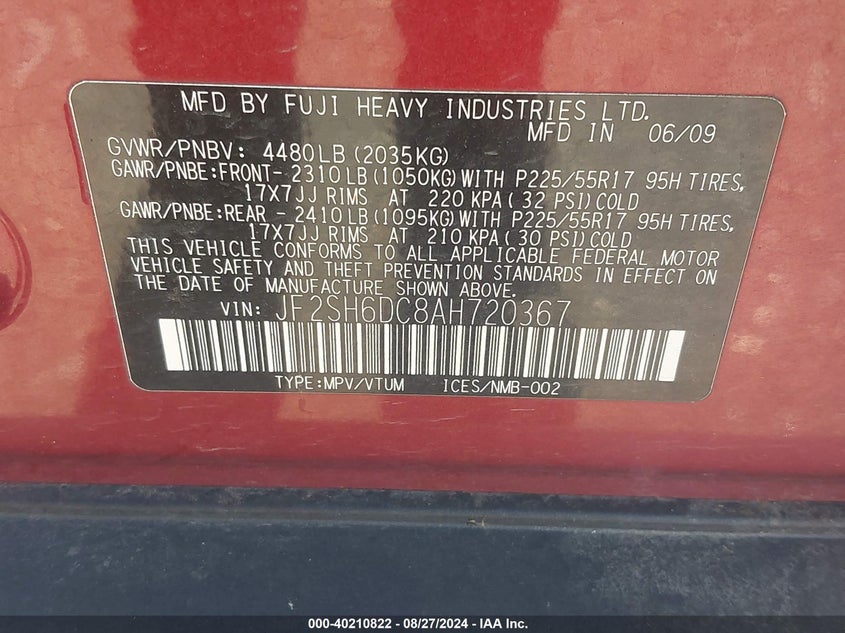 MFD BY FUJI HEAVY INDUSTRIES LTD.
MFD IN 06/09
GVWR/PNBV: 4480LB(2035KG)
GAWR/PNBE:FRONT- 2310LB(1050KG)WITH P225/55R17 95H TIRES,
17X7JJ RIMS AT 220 KPA( 32 PSI)COLD
GAWR/PNBE:REAR - 2410LB(1095KG)WITH P225/55R17 95H TIRES,
17X7JJ RIMS AT 210 KPA( 30 PSI)COLD
THIS VEHICLE CONFORMS TO ALL APPLICABLE FEDERAL MOTOR
VEHICLE SAFETY AND THEFT PREVENTION STANDARDS IN EFFECT ON
THE DATE OF MANUFACTURE SHOWN ABOVE.
VIN: JF2SH6DC8AH720367
TYPE:MPV/VTUM ICES/NMB-002
000-40210822 - 08/27/2024 - IAA Inc.